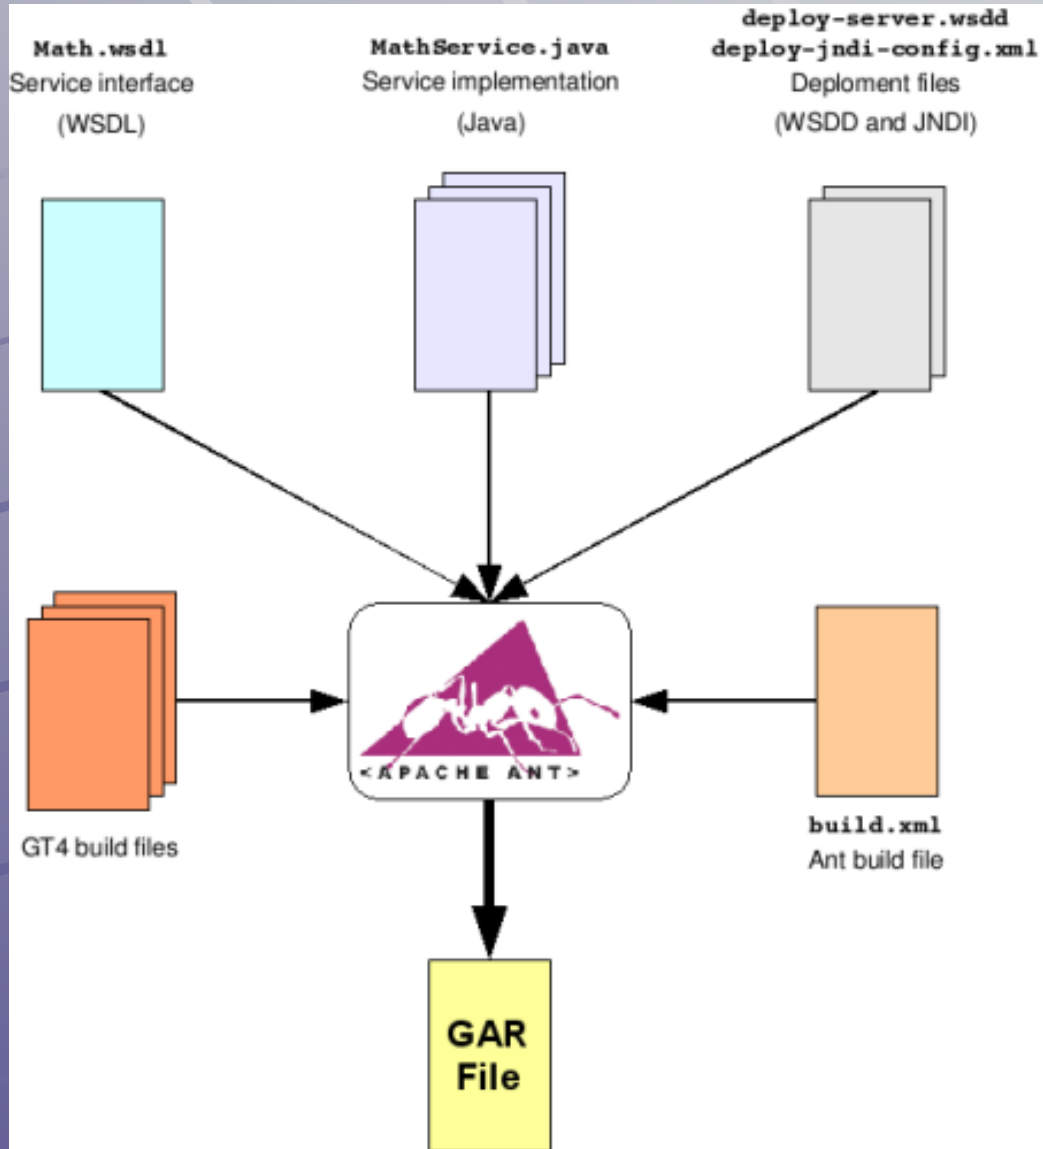 Math.wsdl
Service interface
(WSDL)
MathService.java
Service implementation
(Java)
deploy-server.wsdd
deploy-jndi-config.xml
Deploment files
(WSDD and JNDI)
<APACHE ANT>
GT4 build files
build.xml
Ant build file
GAR
File